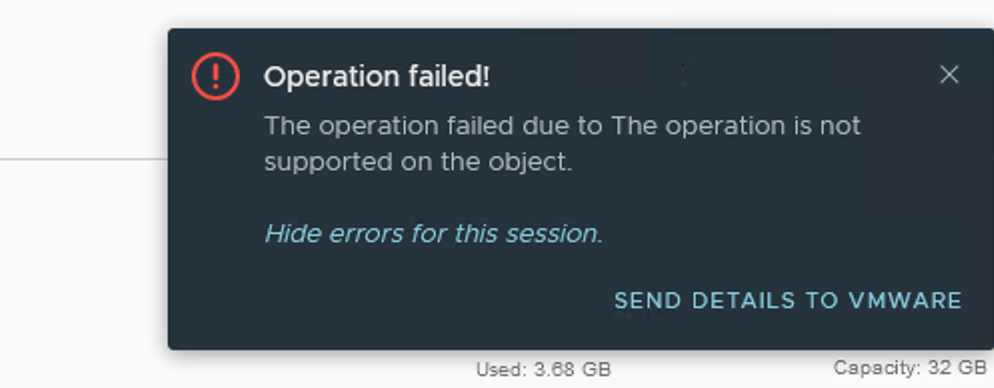 Operation failed!
The operation failed due to The operation is not
supported on the object.
Hide errors for this session.
SEND DETAILS TO VMWARE
Used: 3.68 GB
Capacity: 32 GB